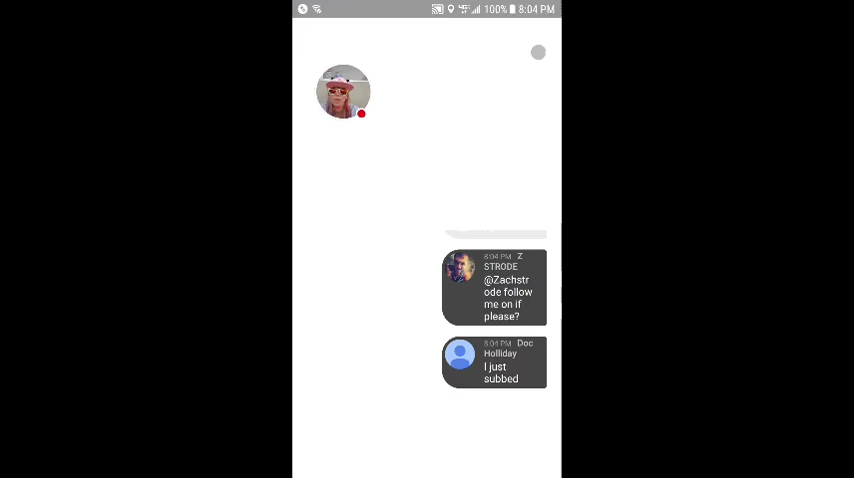 100% 8:04 PM
8:04 PM Z
STRODE
@Zachstr
ode follow
me on if
please?
8:04 PM Doc
Holliday
I just
subbed